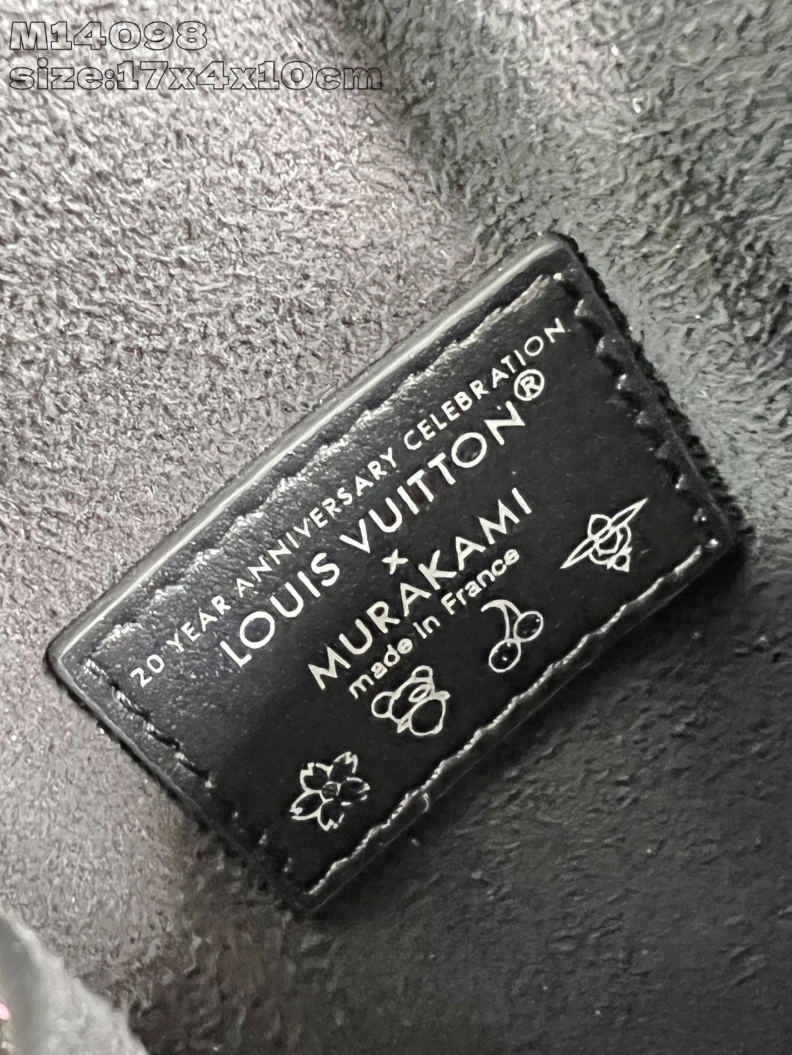 M14098
size:17x4x10cm
20 YEAR ANNIVERSARY CELEBRATION
LOUIS VUITTON®
x
MURAKAMI
made in France